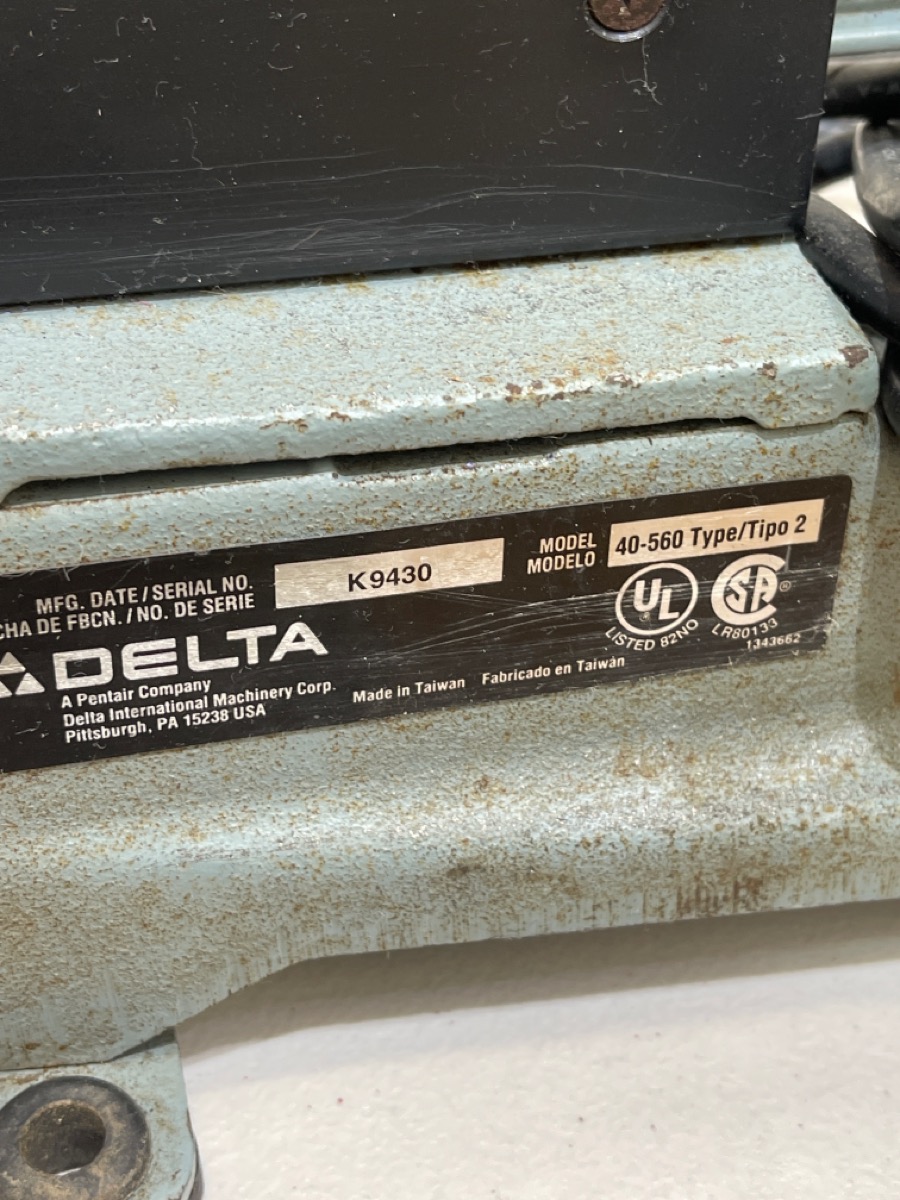 MFG. DATE/SERIAL NO. K9430
CHA DE FBCN./NO. DE SERIE
MODEL 40-560 Type/Tipo 2
MODELO
UL
LISTED 82NO
SA ®
LR80133
1343662
DELTA
A Pentair Company
Delta International Machinery Corp.
Pittsburgh, PA 15238 USA
Made in Taiwan Fabricado en Taiwán